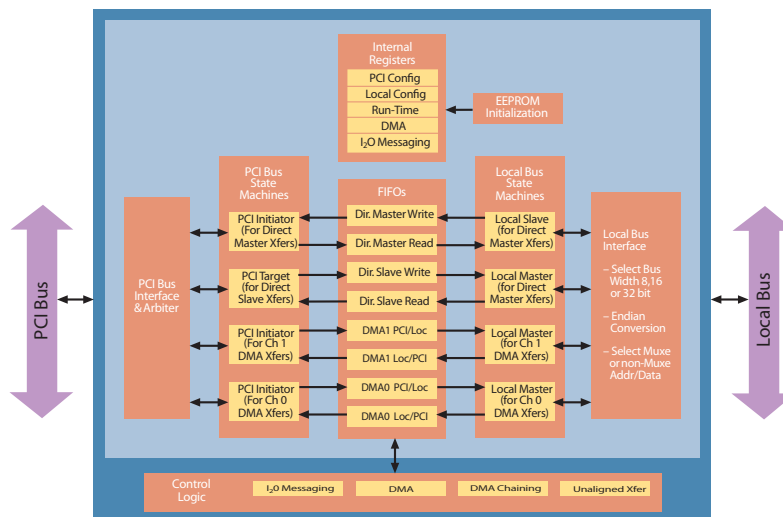 Internal
Registers
PCI Config
Local Config
Run-Time
DMA
I₂O Messaging
EEPROM
Initialization
PCI Bus
PCI Bus
Interface
& Arbiter
PCI Bus
State
Machines
PCI Initiator
(For Direct
Master Xfers)
PCI Target
(for Direct
Slave Xfers)
PCI Initiator
(For Ch 1
DMA Xfers)
PCI Initiator
(For Ch 0
DMA Xfers)
FIFOs
Dir. Master Write
Dir. Master Read
Dir. Slave Write
Dir. Slave Read
DMA1 PCI/Loc
DMA1 Loc/PCI
DMA0 PCI/Loc
DMA0 Loc/PCI
Local Bus
State
Machines
Local Slave
(for Direct
Master Xfers)
Local Master
(for Direct
Master Xfers)
Local Master
(for Ch 1
DMA Xfers)
Local Master
(for Ch 0
DMA Xfers)
Local Bus
Interface
– Select Bus
Width 8,16
or 32 bit
– Endian
Conversion
– Select Muxe
or non-Muxe
Addr/Data
Local Bus
Control
Logic
I₂0 Messaging
DMA
DMA Chaining
Unaligned Xfer